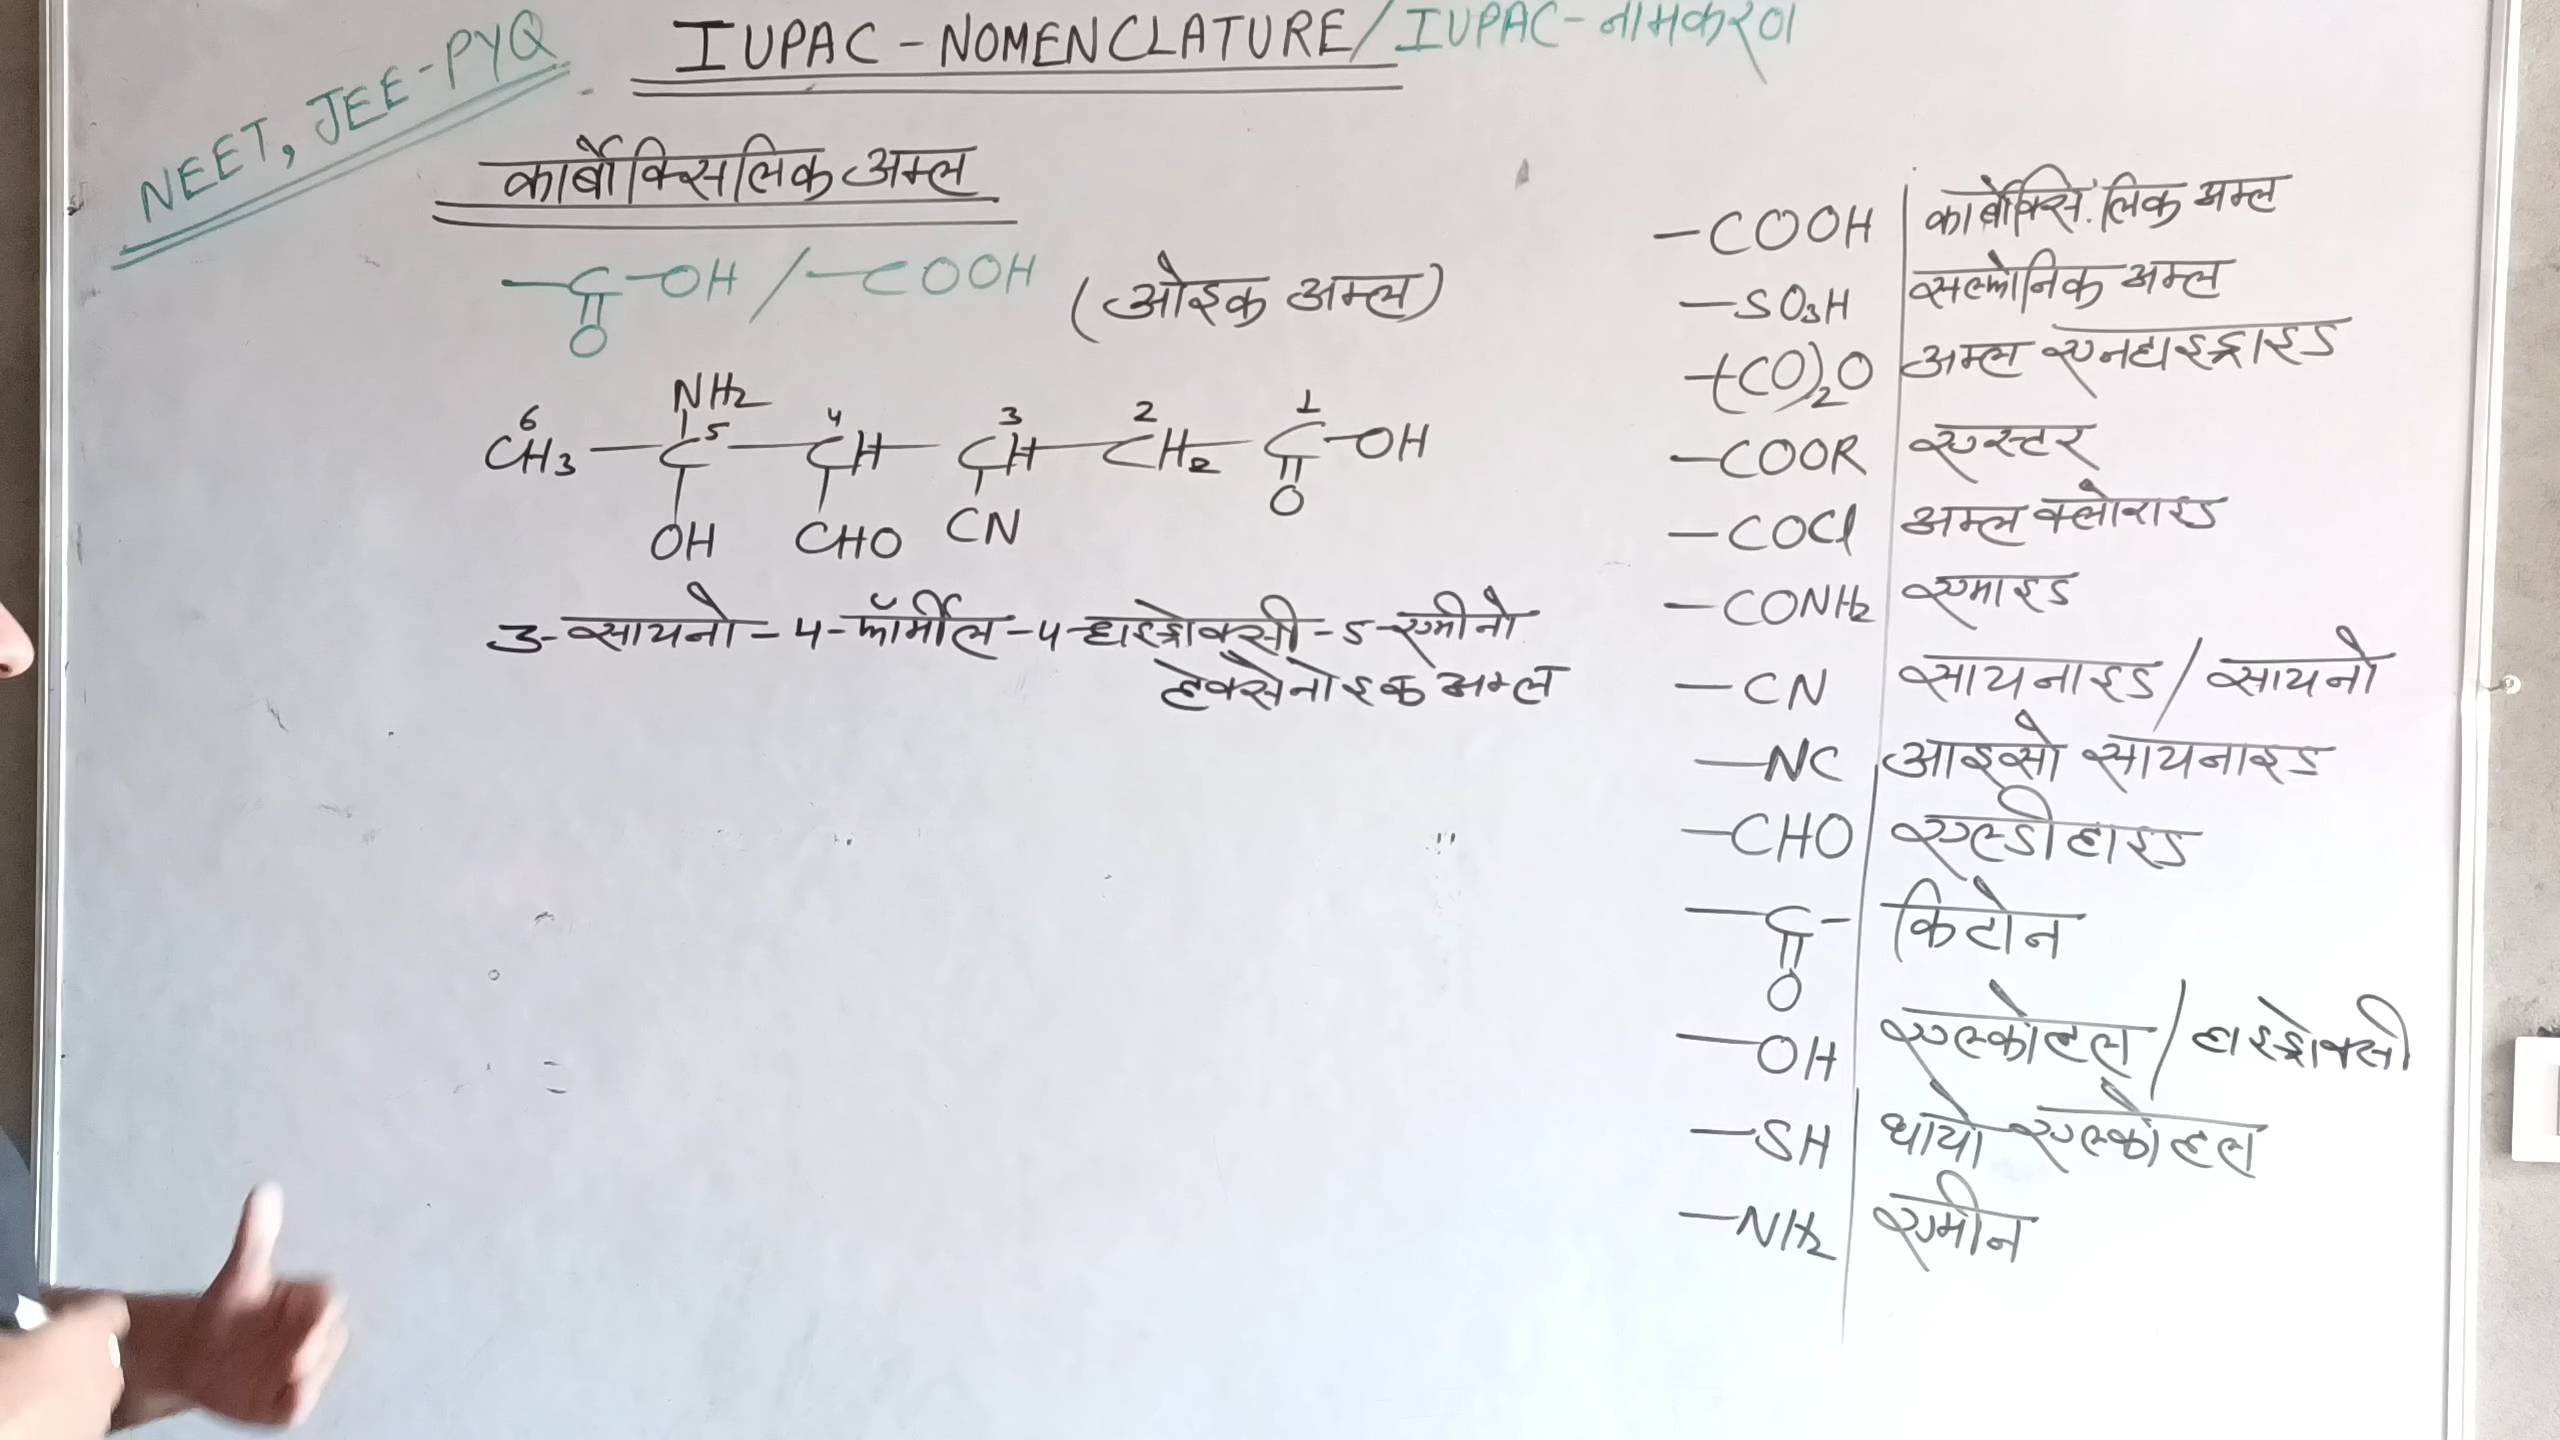 NEET, JEE-PYQ
IUPAC-NOMENCLATURE/IUPAC-नामकरण
कार्बोक्सिलिक अम्ल
-C-OH / -COOH (ओइक अम्ल)
O
NH2
6 5 4 3 2 1
CH3-C-CH-CH-CH2-C-OH
OH CHO CN O
3-सायनो-4-फॉर्मील-4-हाइड्रोक्सी-5-एमीनो
हेक्सेनोइक अम्ल
-COOH कार्बोक्सिलिक अम्ल
-SO3H सल्फोनिक अम्ल
-(CO)2O अम्ल एनहाइड्राइड
-COOR एस्टर
-COCl अम्ल क्लोराइड
-CONH2 एमाइड
-CN सायनाइड/सायनो
-NC आइसो सायनाइड
-CHO एल्डीहाइड
-C- किटोन
O
-OH एल्कोहल/हाइड्रोक्सी
-SH थायो एल्कोहल
-NH2 एमीन